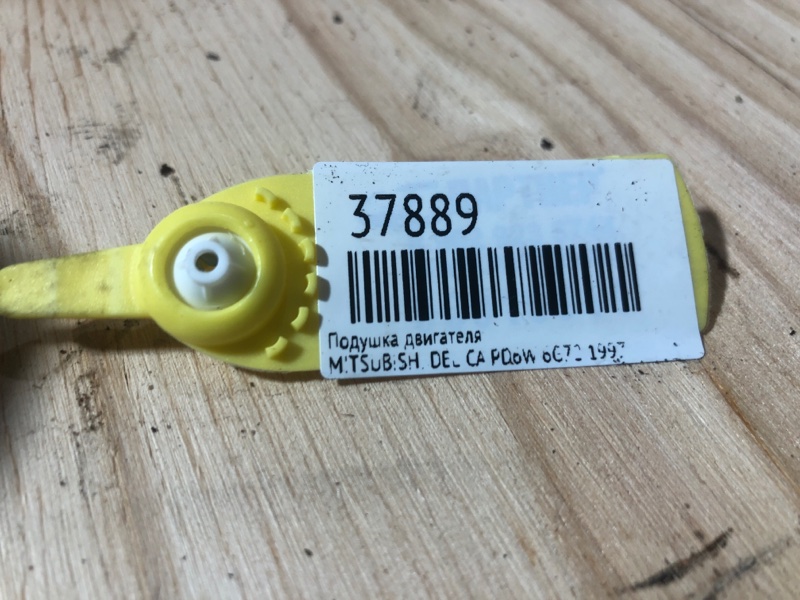 37889
Подушка двигателя
MITSUBISHI DELICA PD6W 6G72 1997